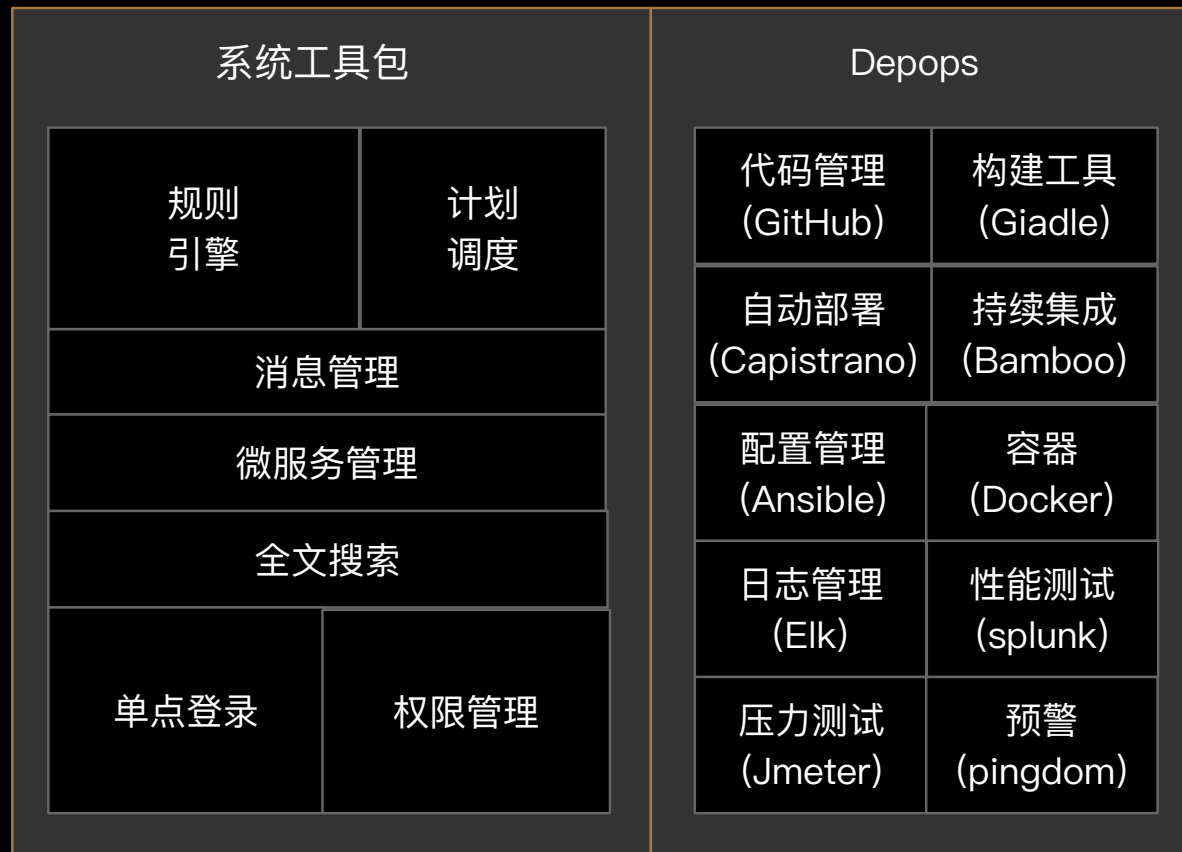 系统工具包
规则
引擎
计划
调度
消息管理
微服务管理
全文搜索
单点登录
权限管理
Depops
代码管理
(GitHub)
构建工具
(Giadle)
自动部署
(Capistrano)
持续集成
(Bamboo)
配置管理
(Ansible)
容器
(Docker)
日志管理
(Elk)
性能测试
(splunk)
压力测试
(Jmeter)
预警
(pingdom)